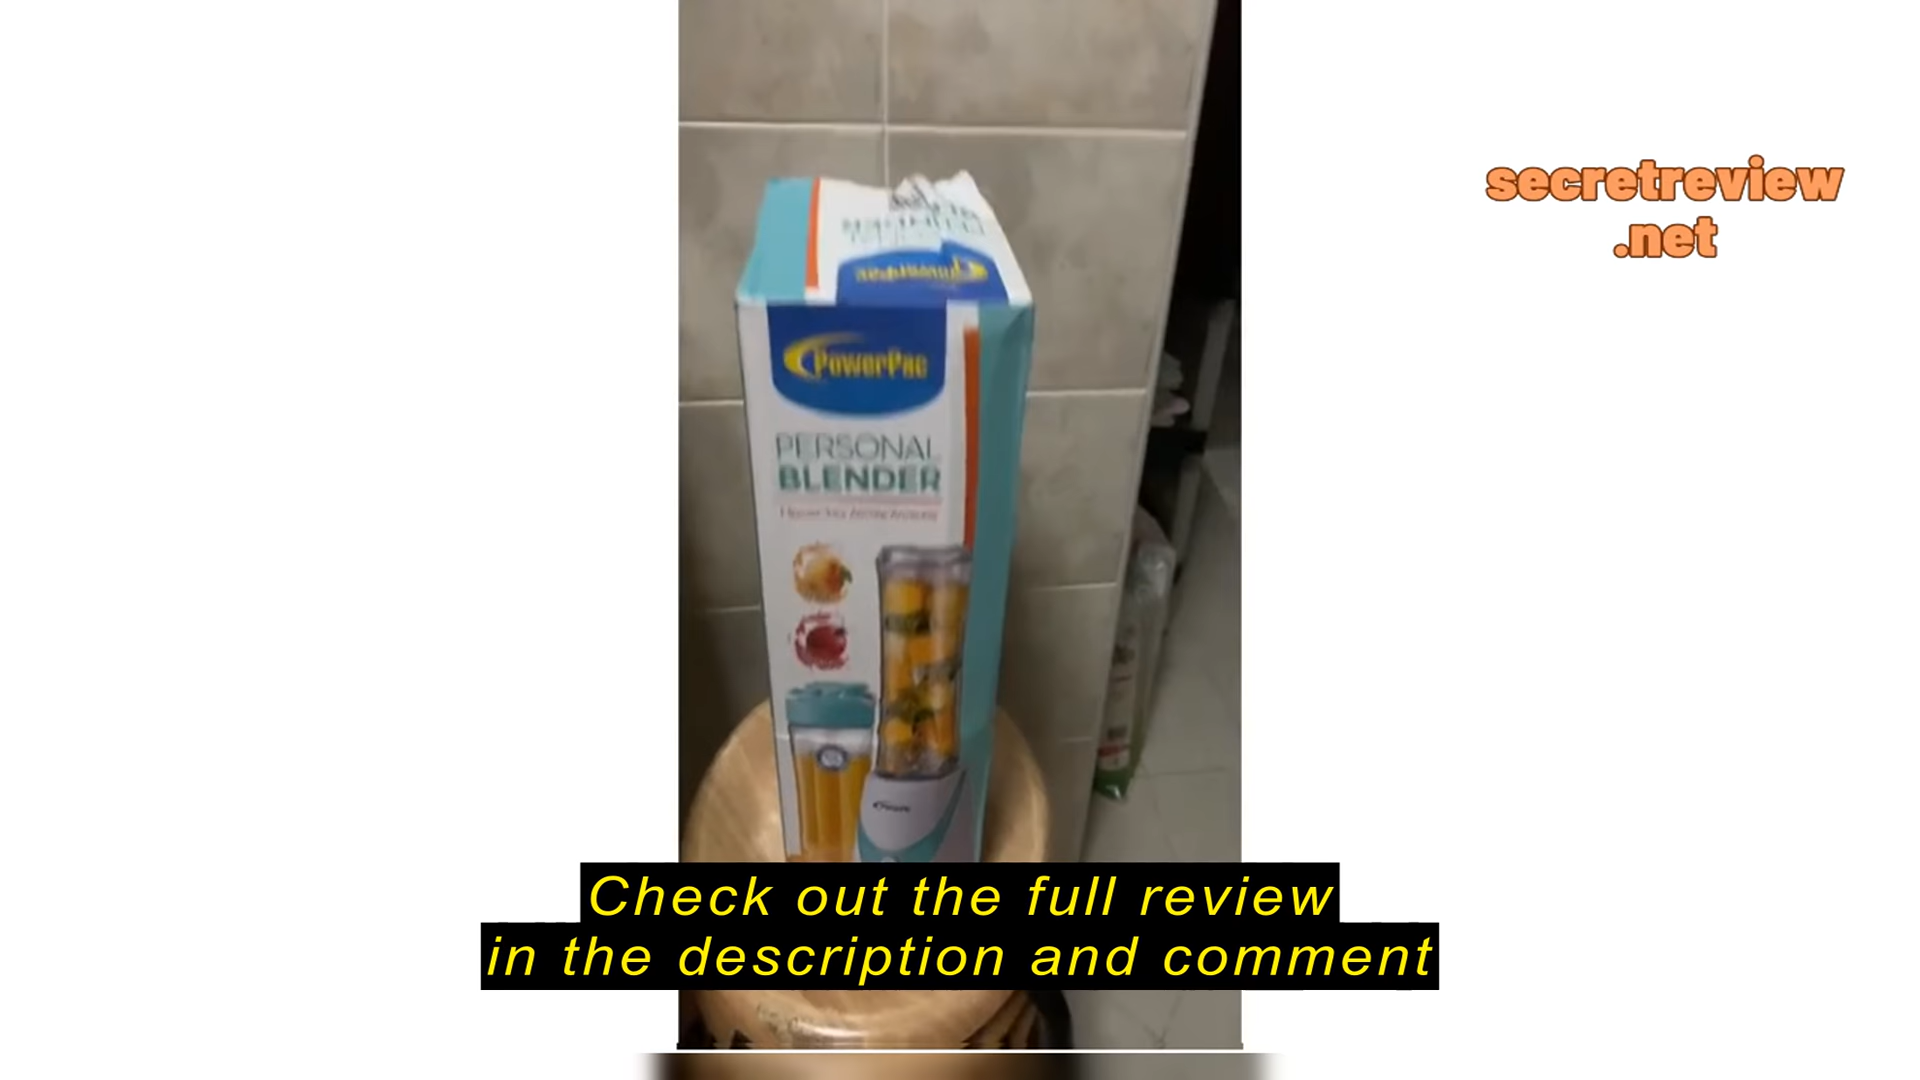 secretreview
.net
PowerPac
PERSONAL
BLENDER
Check out the full review
in the description and comment